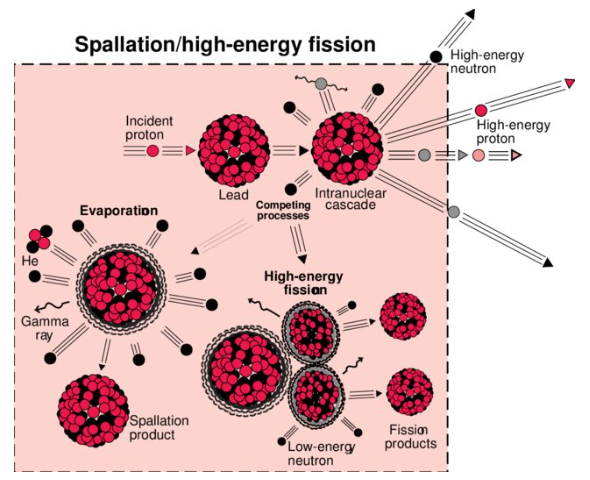 Spallation/high-energy fission
High-energy
neutron
Incident
proton
High-energy
proton
Lead
Intranuclear
cascade
Competing
processes
Evaporation
He
High-energy
fission
Gamma
ray
Spallation
product
Low-energy
neutron
Fission
products